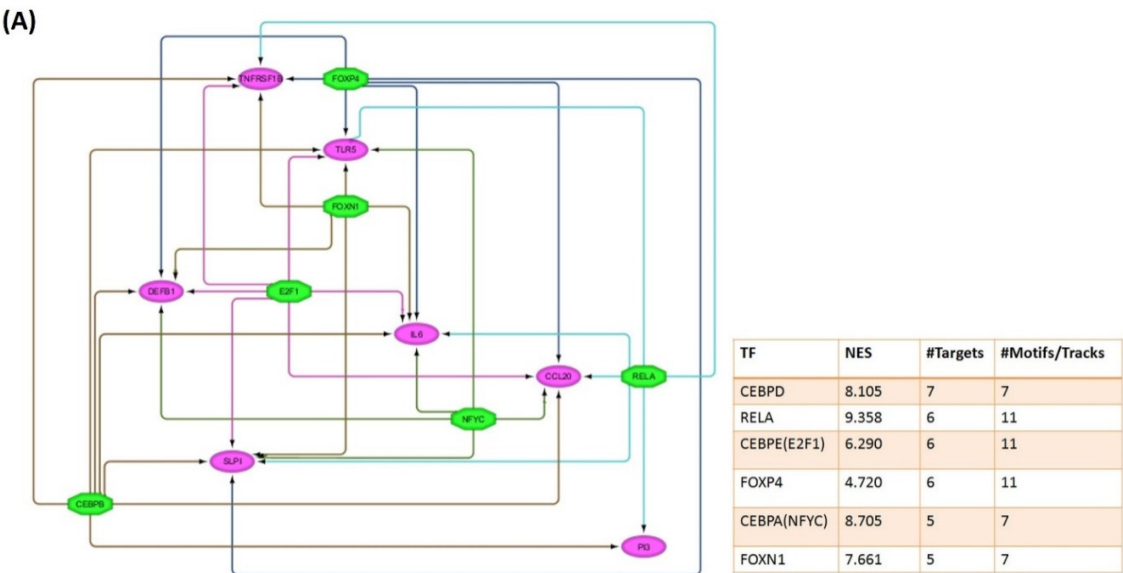 (A)
TNFRSF1B
FOXP4
TLR5
FOXN1
DEFB1
E2F1
IL6
CCL20
RELA
NFYC
SLPI
CEBPB
PI3
TF NES #Targets #Motifs/Tracks
CEBPD 8.105 7 7
RELA 9.358 6 11
CEBPE(E2F1) 6.290 6 11
FOXP4 4.720 6 11
CEBPA(NFYC) 8.705 5 7
FOXN1 7.661 5 7